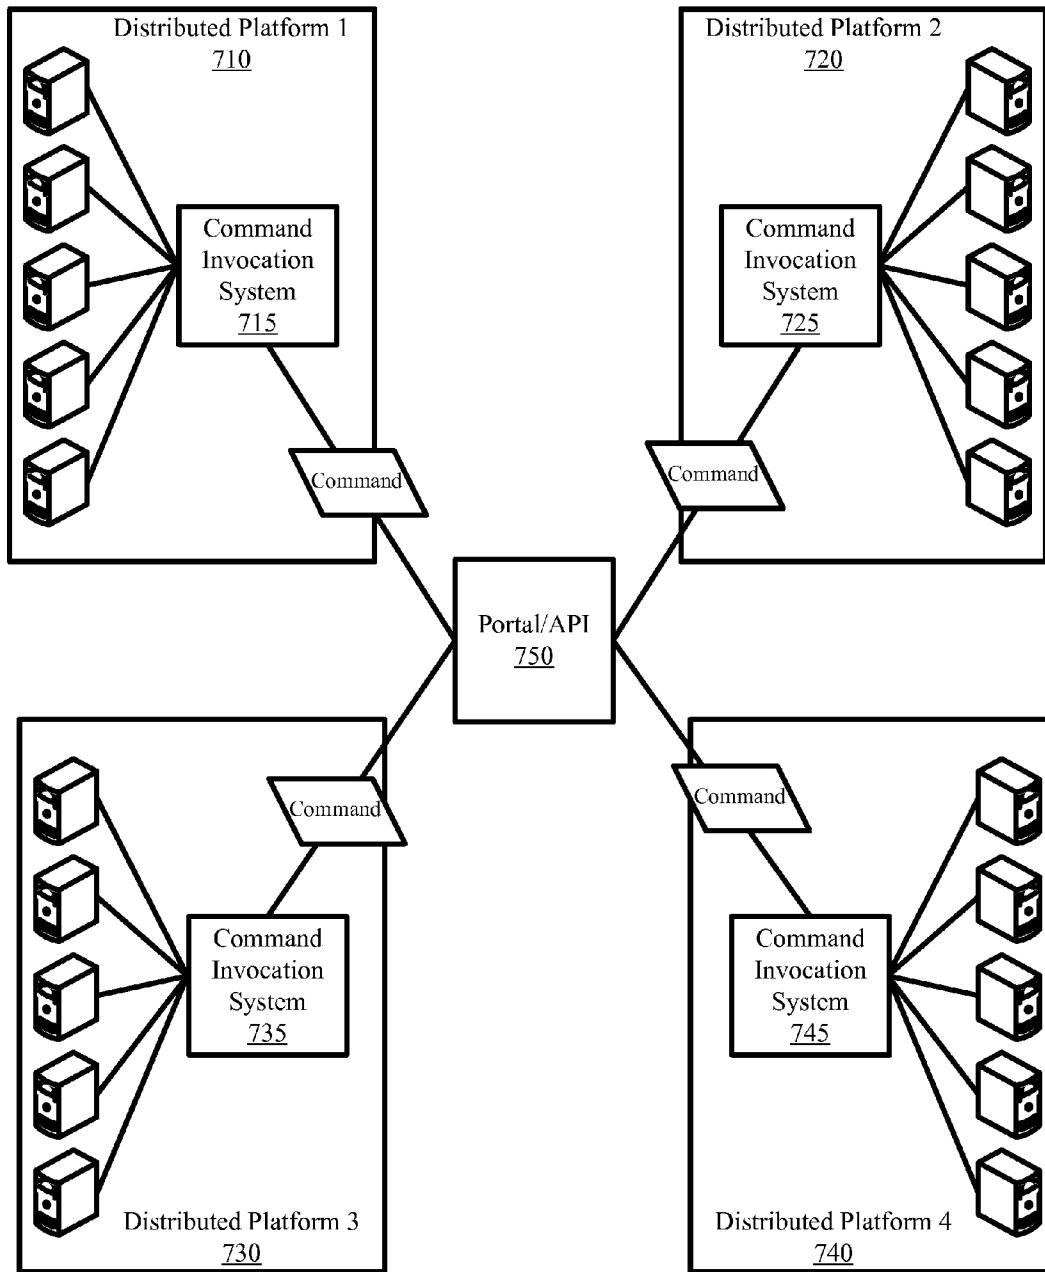 Distributed Platform 1
710
Distributed Platform 2
720
Command
Invocation
System
715
Command
Invocation
System
725
Command
Command
Portal/API
750
Command
Command
Command
Invocation
System
735
Command
Invocation
System
745
Distributed Platform 3
730
Distributed Platform 4
740